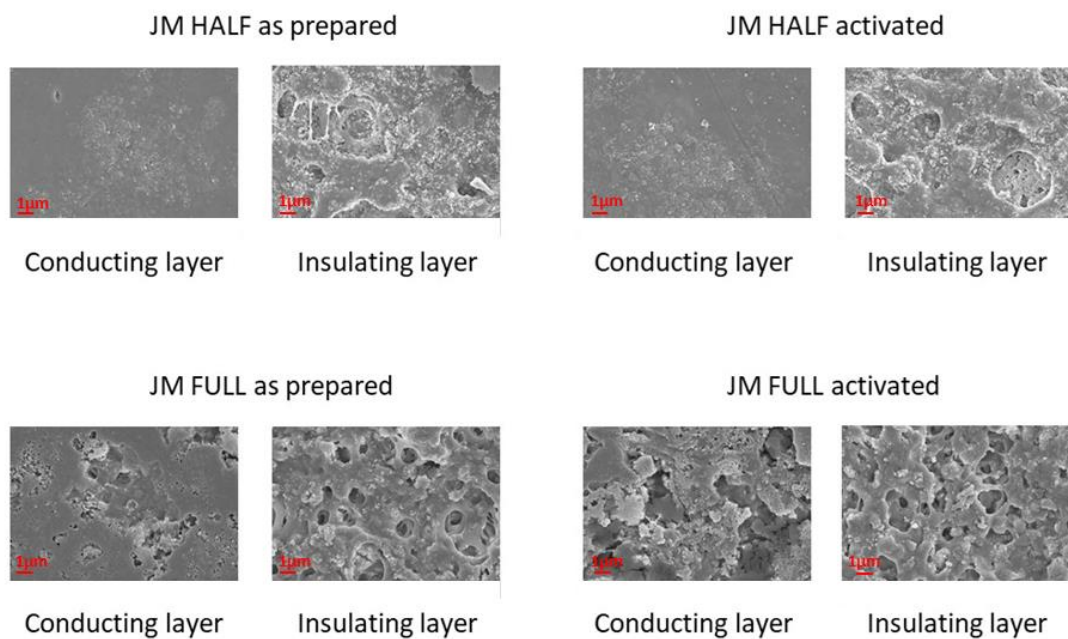 JM HALF as prepared
JM HALF activated
1µm
1µm
1µm
1µm
Conducting layer
Insulating layer
Conducting layer
Insulating layer
JM FULL as prepared
JM FULL activated
1µm
1µm
1µm
1µm
Conducting layer
Insulating layer
Conducting layer
Insulating layer